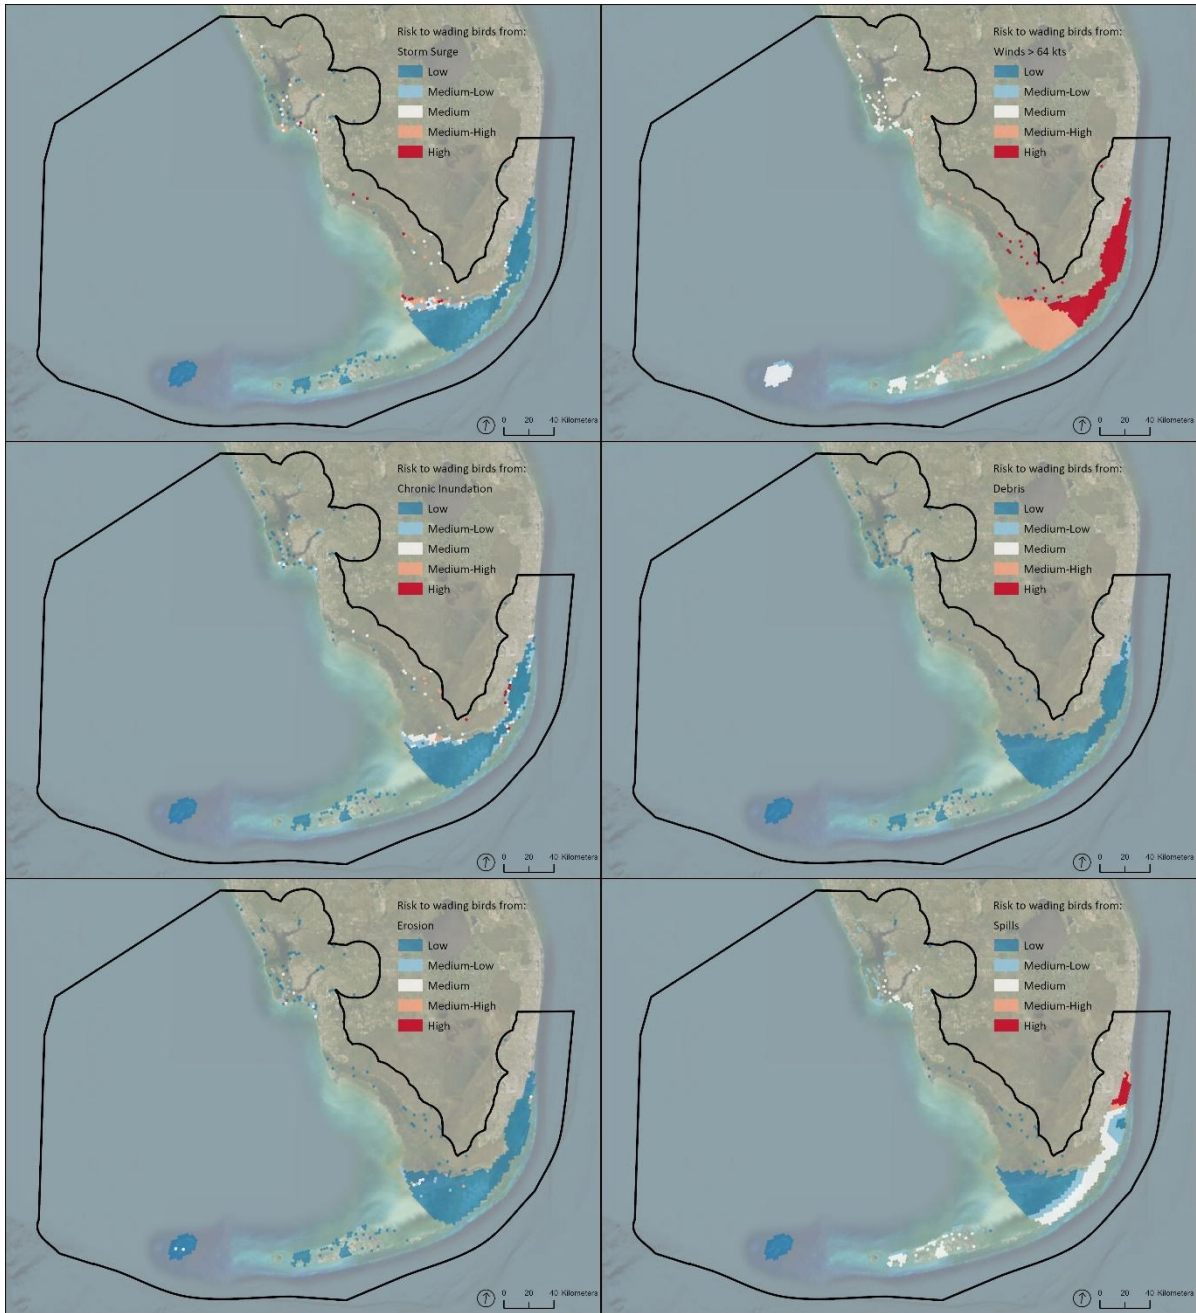 Risk to wading birds from:
Storm Surge
Low
Medium-Low
Medium
Medium-High
High
0 20 40 Kilometers
Risk to wading birds from:
Winds > 64 kts
Low
Medium-Low
Medium
Medium-High
High
0 20 40 Kilometers
Risk to wading birds from:
Chronic Inundation
Low
Medium-Low
Medium
Medium-High
High
0 20 40 Kilometers
Risk to wading birds from:
Debris
Low
Medium-Low
Medium
Medium-High
High
0 20 40 Kilometers
Risk to wading birds from:
Erosion
Low
Medium-Low
Medium
Medium-High
High
0 20 40 Kilometers
Risk to wading birds from:
Spills
Low
Medium-Low
Medium
Medium-High
High
0 20 40 Kilometers